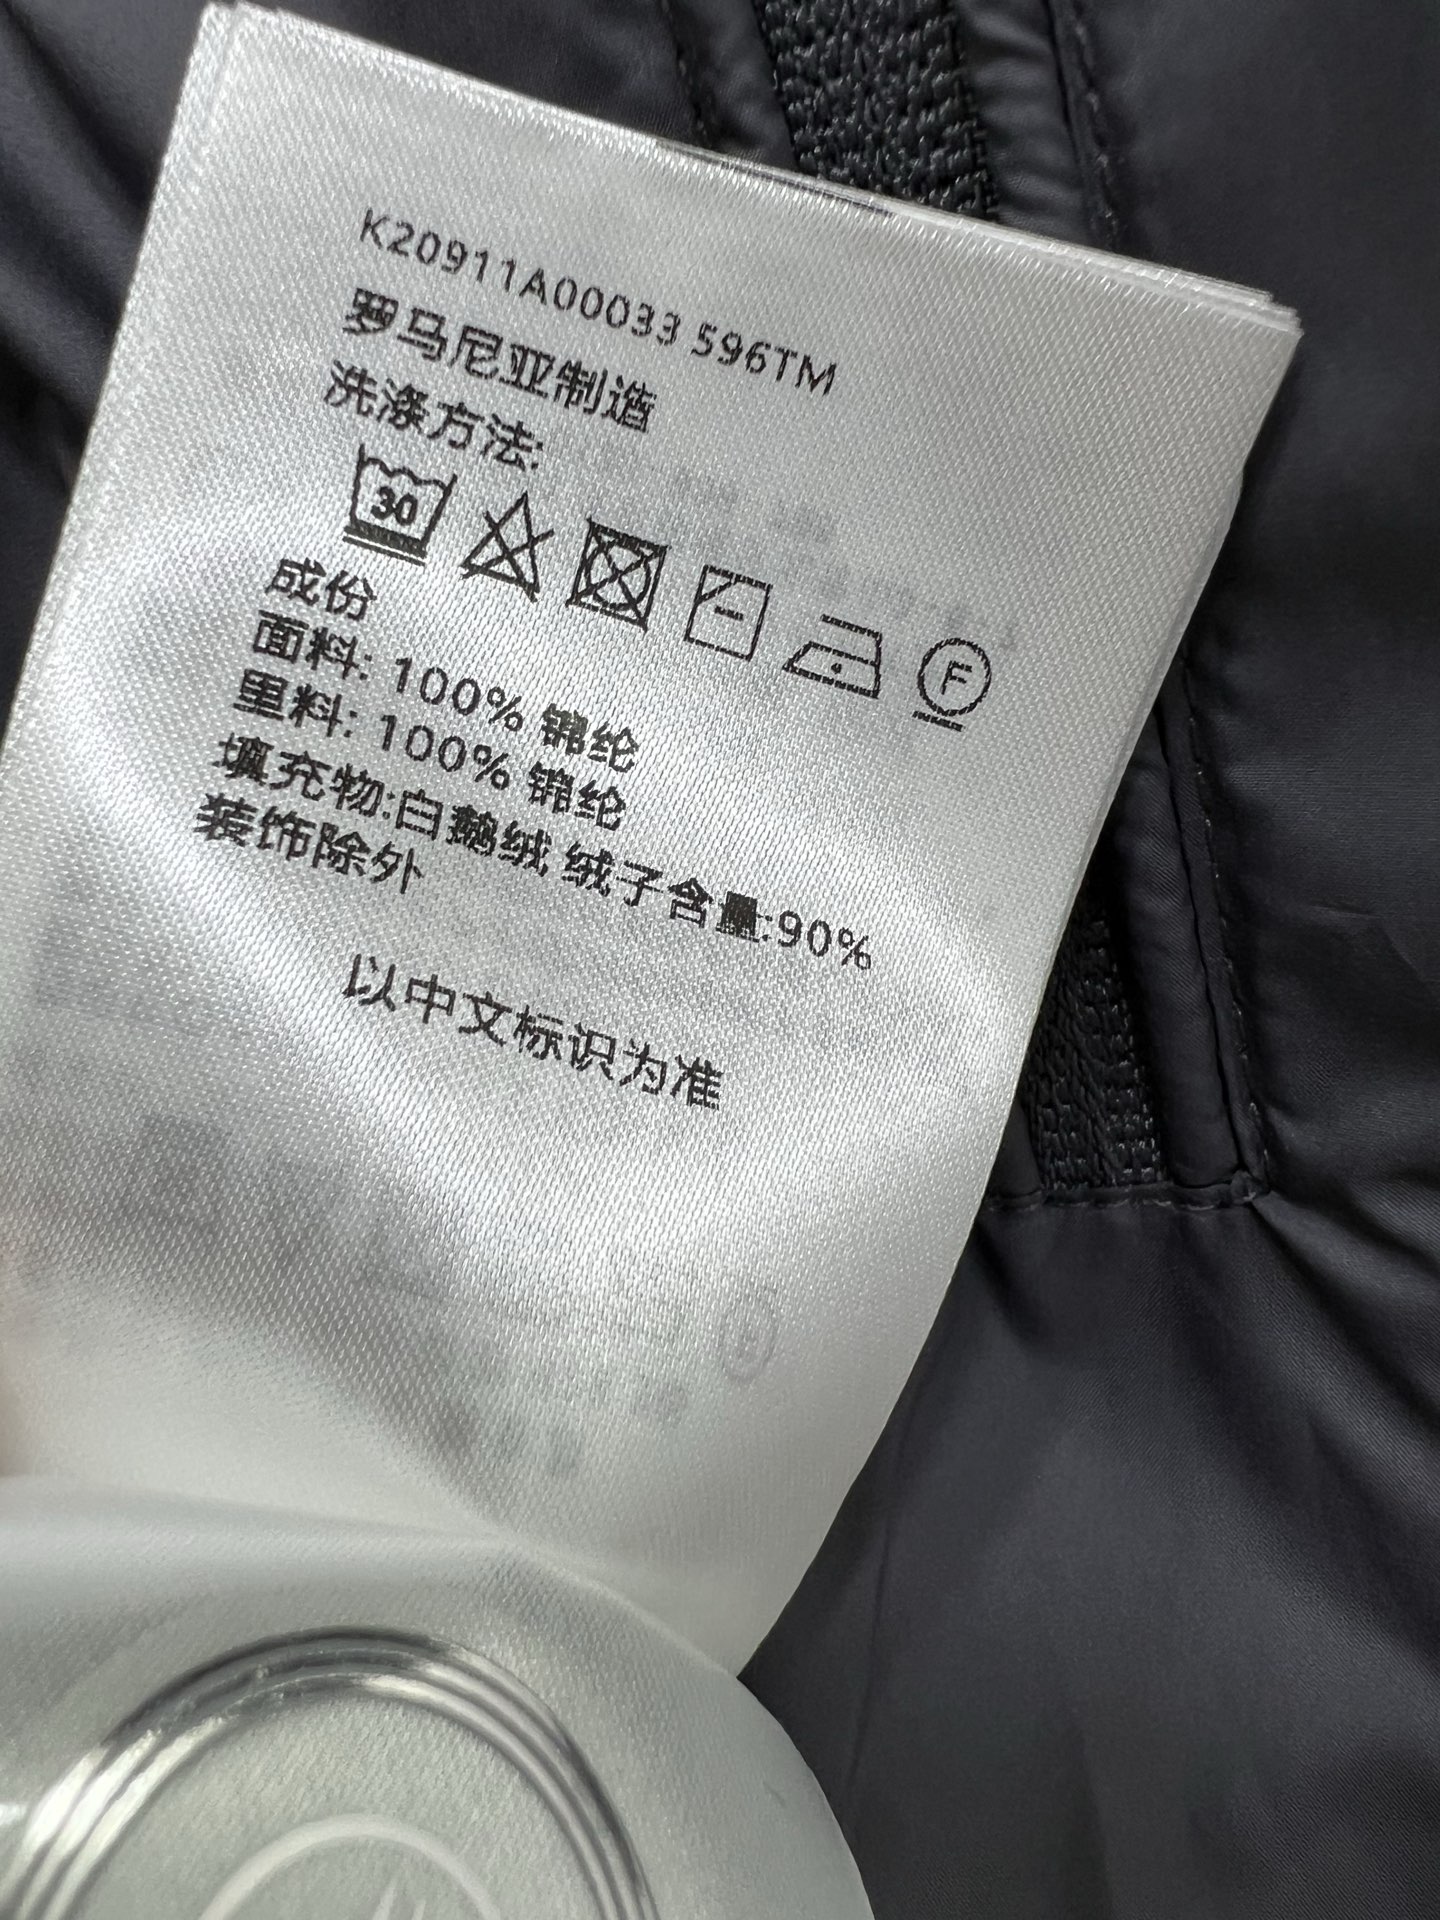 K20911A00033 596TM
罗马尼亚制造
洗涤方法:
30
F
成份
面料: 100% 锦纶
里料: 100% 锦纶
填充物:白鹅绒 绒子含量:90%
装饰除外
以中文标识为准